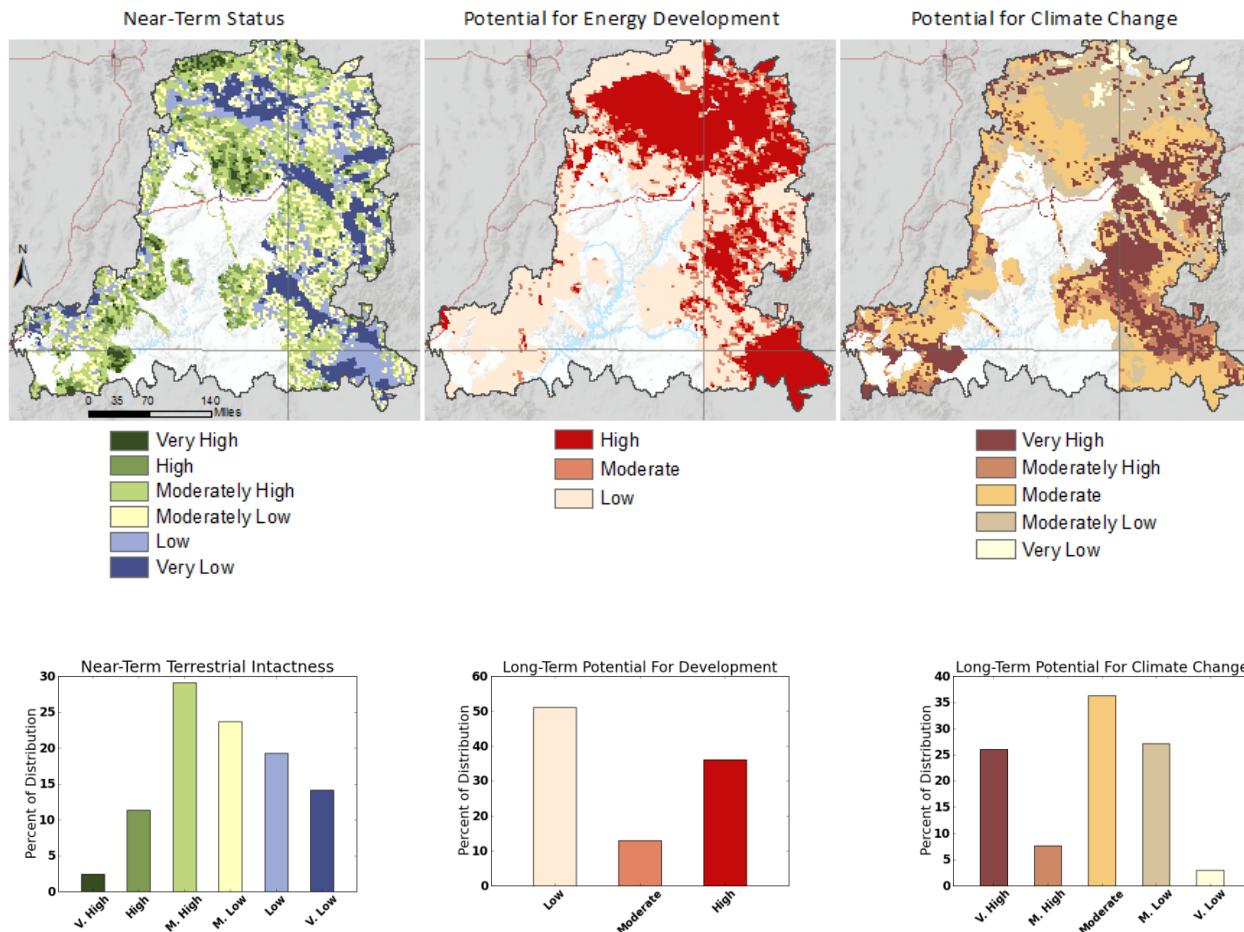 Near-Term Status
Potential for Energy Development
Potential for Climate Change
N
0 35 70 140
Miles
Very High
High
Moderately High
Moderately Low
Low
Very Low
High
Moderate
Low
Very High
Moderately High
Moderate
Moderately Low
Very Low
Near-Term Terrestrial Intactness
Percent of Distribution
30
25
20
15
10
5
0
V. High
High
M. High
M. Low
Low
V. Low
Long-Term Potential For Development
Percent of Distribution
60
50
40
30
20
10
0
Low
Moderate
High
Long-Term Potential For Climate Change
Percent of Distribution
40
35
30
25
20
15
10
5
0
V. High
M. High
Moderate
M. Low
V. Low